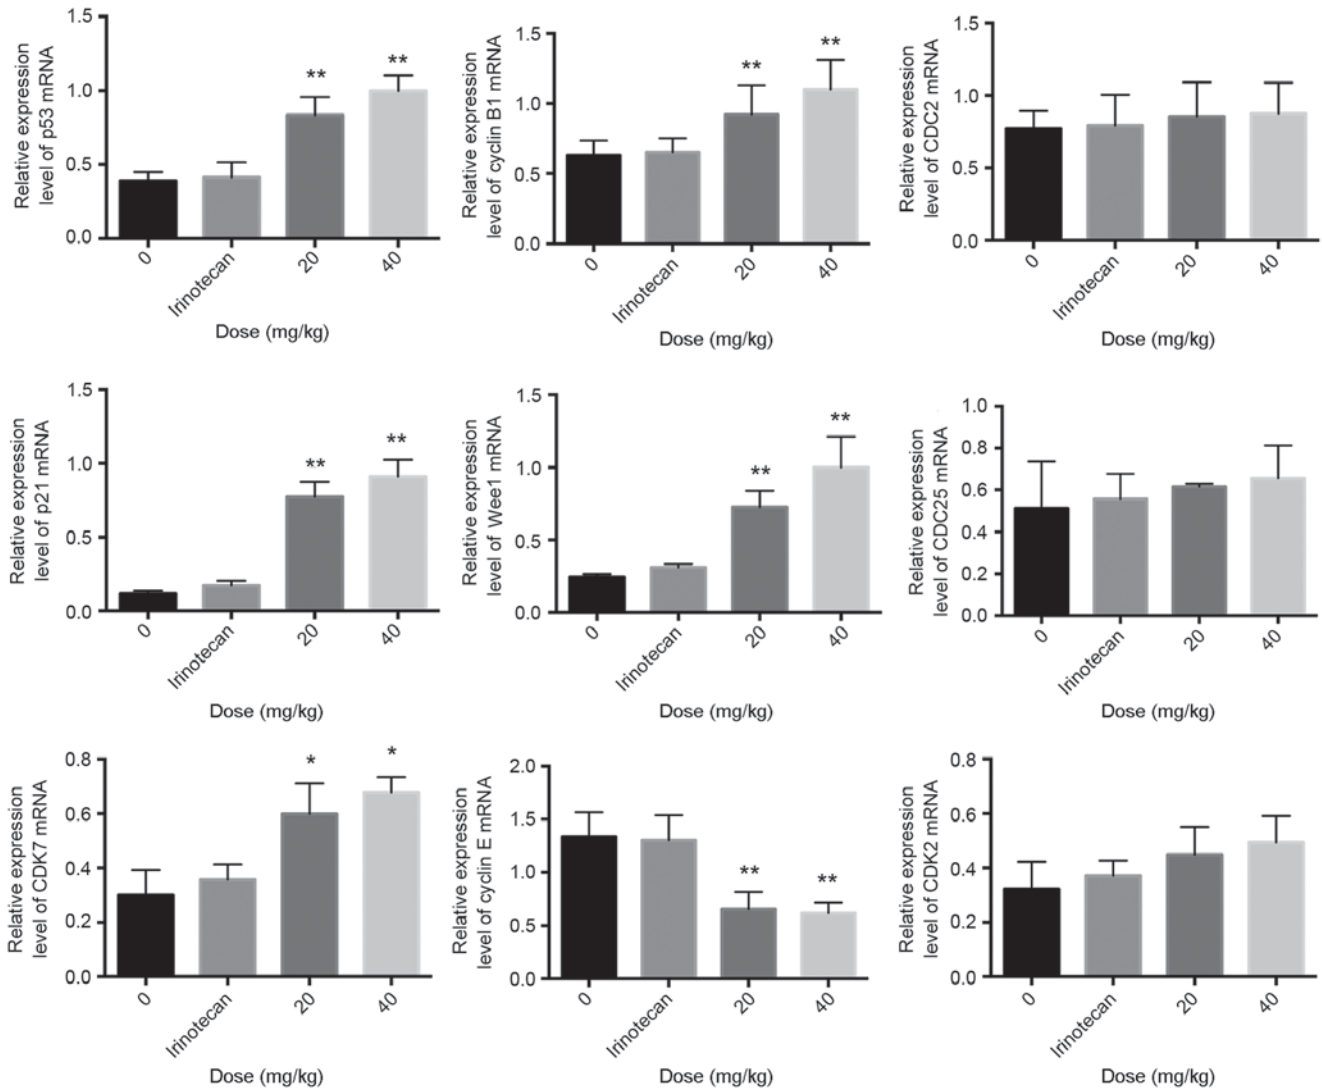 Relative expression
level of p53 mRNA
1.5
1.0
0.5
0.0
**
**
0
Irinotecan
20
40
Dose (mg/kg)
Relative expression
level of cyclin B1 mRNA
1.5
1.0
0.5
0.0
**
**
0
Irinotecan
20
40
Dose (mg/kg)
Relative expression
level of CDC2 mRNA
1.5
1.0
0.5
0.0
0
Irinotecan
20
40
Dose (mg/kg)
Relative expression
level of p21 mRNA
1.5
1.0
0.5
0.0
**
**
0
Irinotecan
20
40
Dose (mg/kg)
Relative expression
level of Wee1 mRNA
1.5
1.0
0.5
0.0
**
**
0
Irinotecan
20
40
Dose (mg/kg)
Relative expression
level of CDC25 mRNA
1.0
0.8
0.6
0.4
0.2
0.0
0
Irinotecan
20
40
Dose (mg/kg)
Relative expression
level of CDK7 mRNA
0.8
0.6
0.4
0.2
0.0
*
*
0
Irinotecan
20
40
Dose (mg/kg)
Relative expression
level of cyclin E mRNA
2.0
1.5
1.0
0.5
0.0
**
**
0
Irinotecan
20
40
Dose (mg/kg)
Relative expression
level of CDK2 mRNA
0.8
0.6
0.4
0.2
0.0
0
Irinotecan
20
40
Dose (mg/kg)